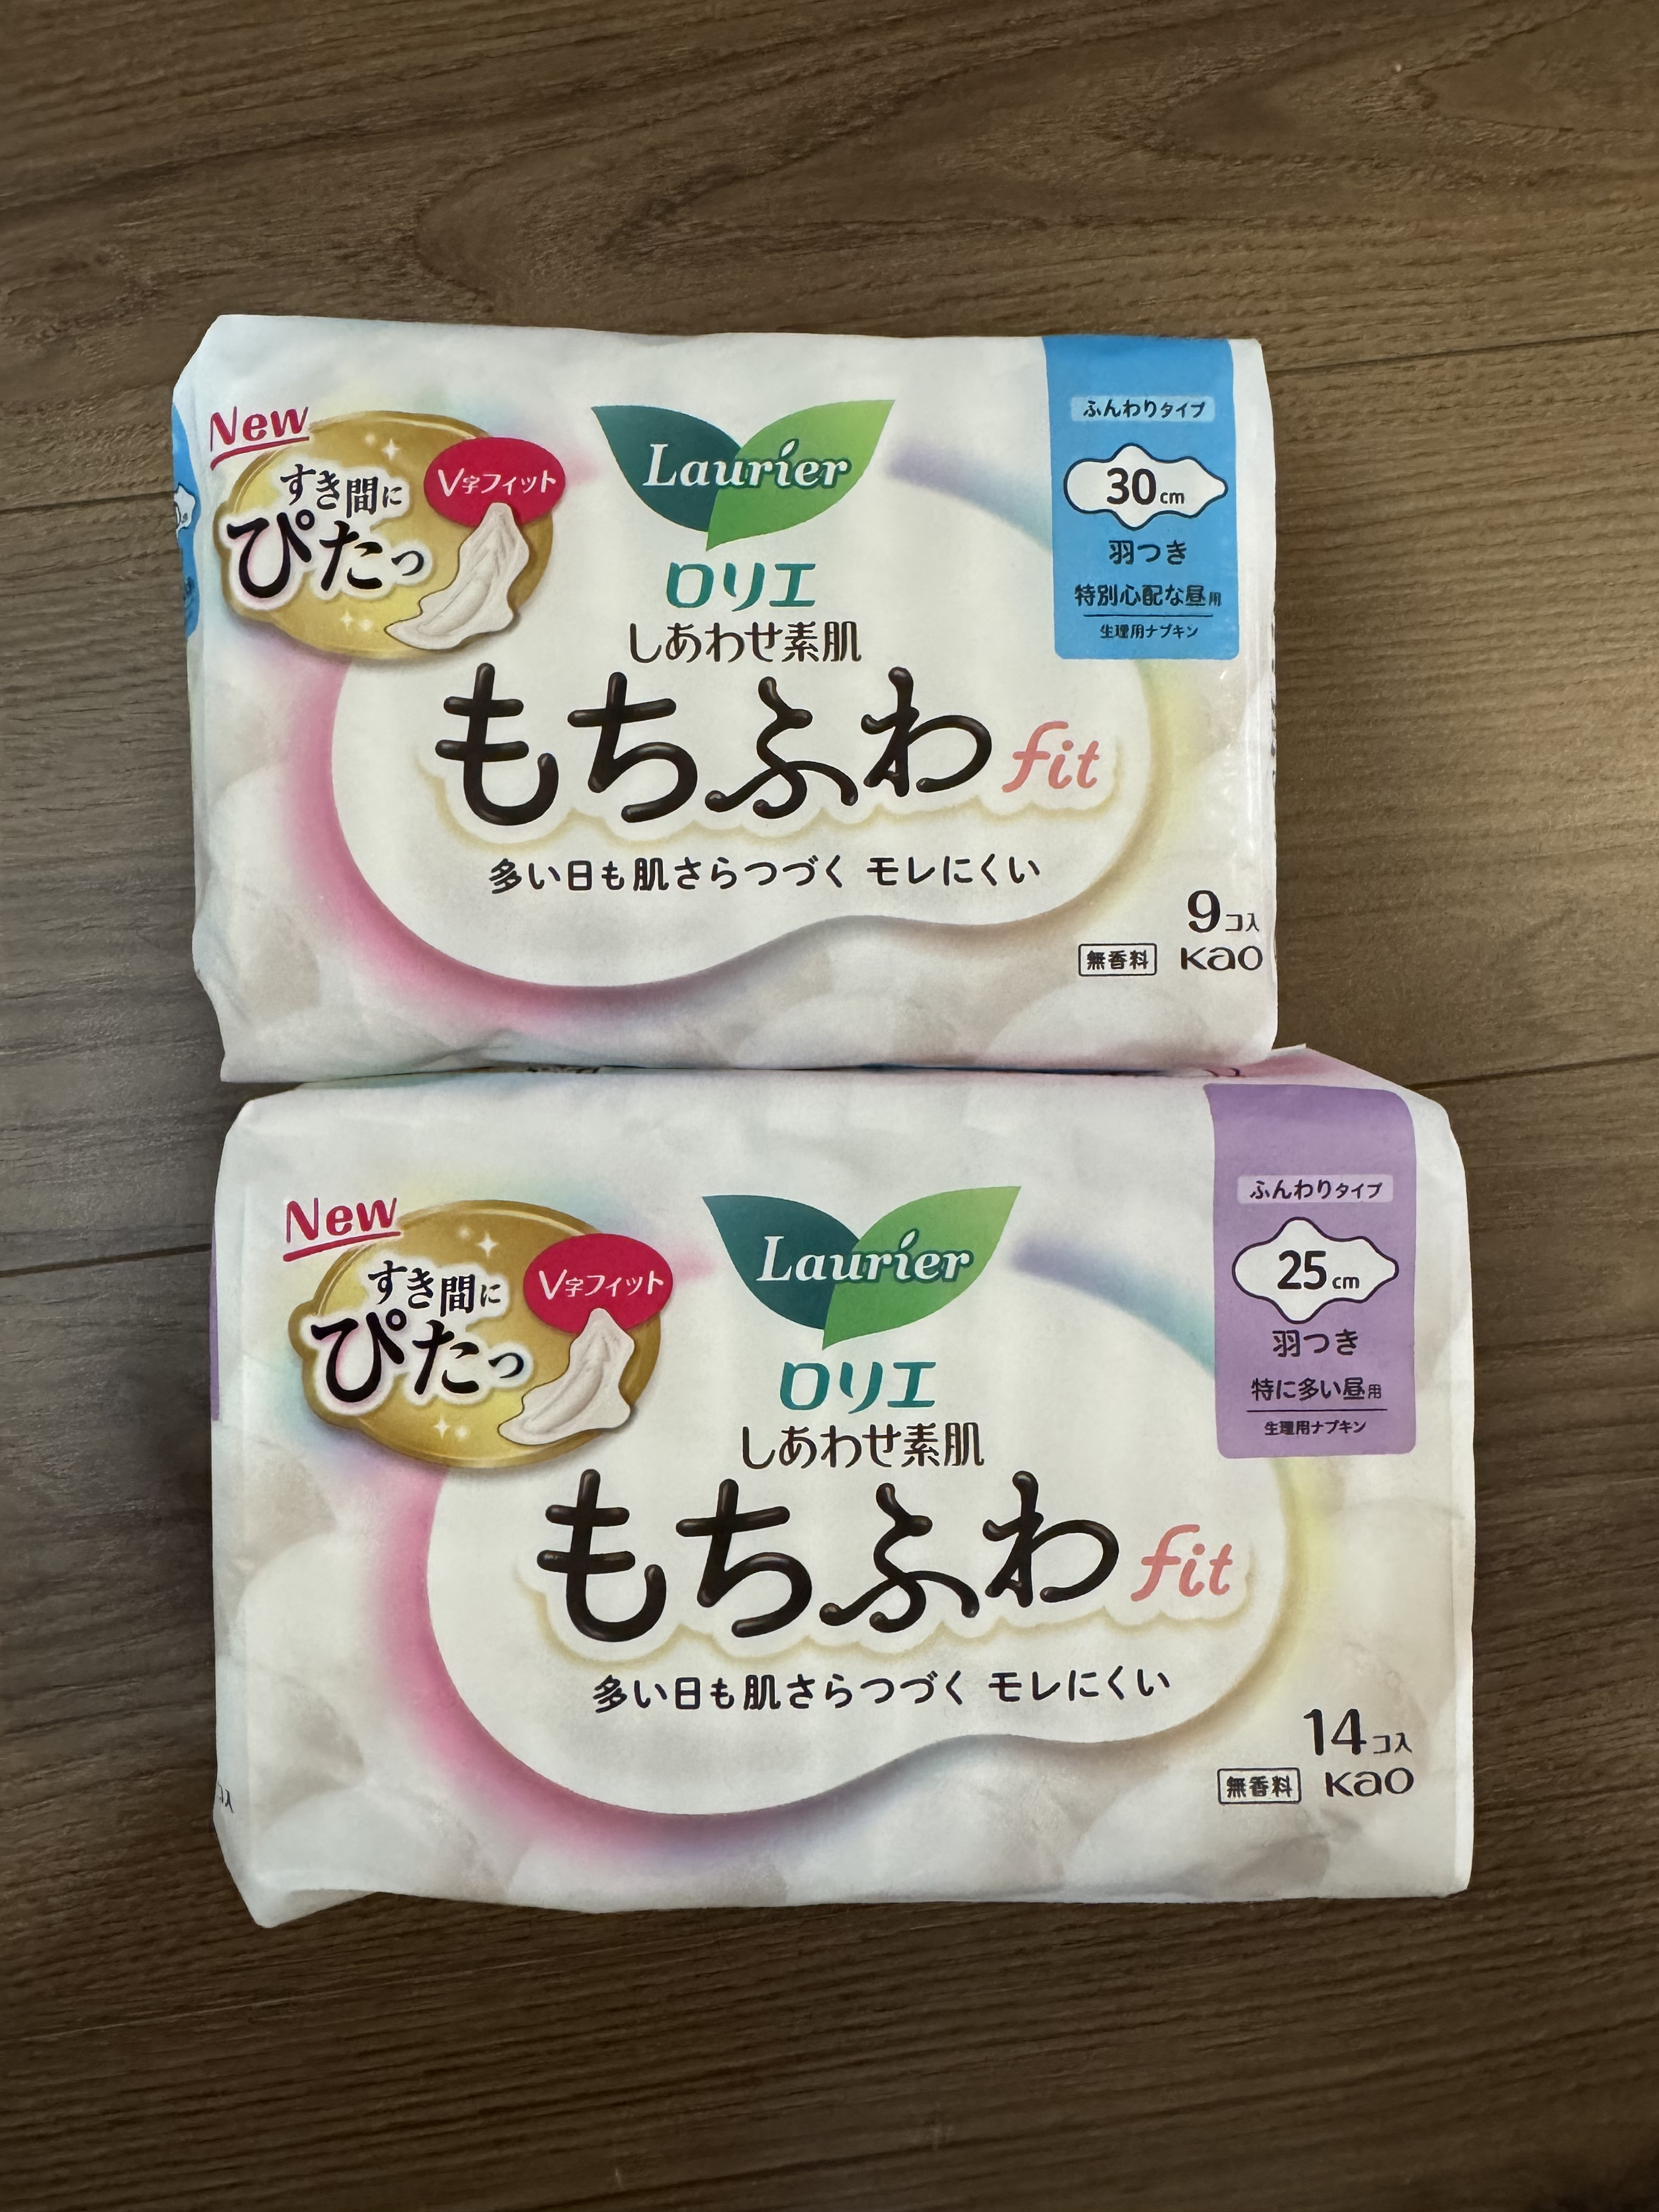 New
すき間に
ぴたっ
V字フィット
Laurier
ロリエ
しあわせ素肌
もちふわ fit
多い日も肌さらつづく モレにくい
ふんわりタイプ
30cm
羽つき
特別心配な昼用
生理用ナプキン
9コ入
無香料 Kao
New
すき間に
ぴたっ
V字フィット
Laurier
ロリエ
しあわせ素肌
もちふわ fit
多い日も肌さらつづく モレにくい
ふんわりタイプ
25cm
羽つき
特に多い昼用
生理用ナプキン
14コ入
無香料 Kao
コ入